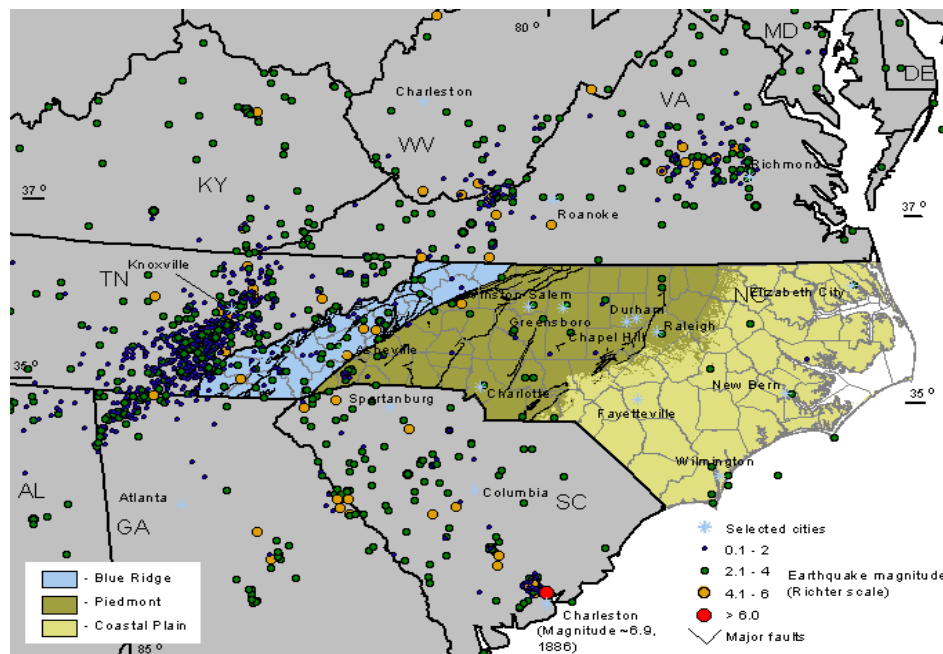 80 o
MD
DE
Charleston
VA
WV
Richmond
37 o
KY
37 o
Roanoke
Knoxville
TN
Winston-Salem
Elizabeth City
Durham
Greensboro
Raleigh
Chapel Hill
Asheville
35 o
New Bern
35 o
Charlotte
Spartanburg
Fayetteville
Wilmington
AL
Atlanta
Columbia
SC
GA
Selected cities
0.1 - 2
2.1 - 4
Earthquake magnitude
4.1 - 6
(Richter scale)
> 6.0
Major faults
- Blue Ridge
- Piedmont
- Coastal Plain
Charleston
(Magnitude ~6.9,
1886)
85 o